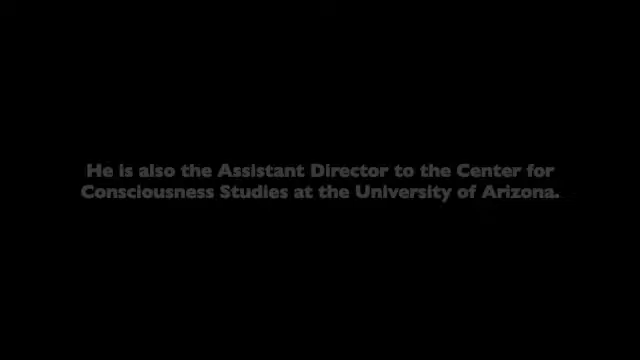 He is also the Assistant Director to the Center for
Consciousness Studies at the University of Arizona.